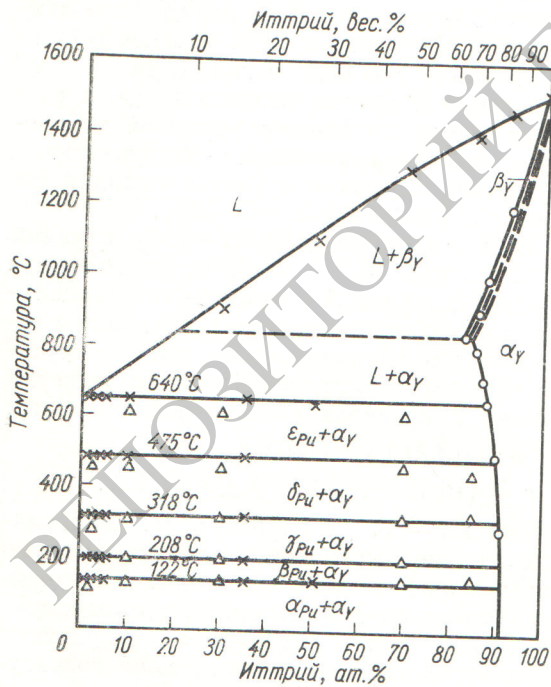 Иттрий, вес.%
10 20 30 40 50 60 70 80 90
1600
1400
1200
1000
800
600
400
200
0
Температура, °С
L
βY
L+βY
αY
L+αY
640°С
εPu+αY
475°С
δPu+αY
318°С
γPu+αY
208°С
βPu+αY
122°С
αPu+αY
0 10 20 30 40 50 60 70 80 90 100
Иттрий, ат.%
РЕПОЗИТОРИЙ